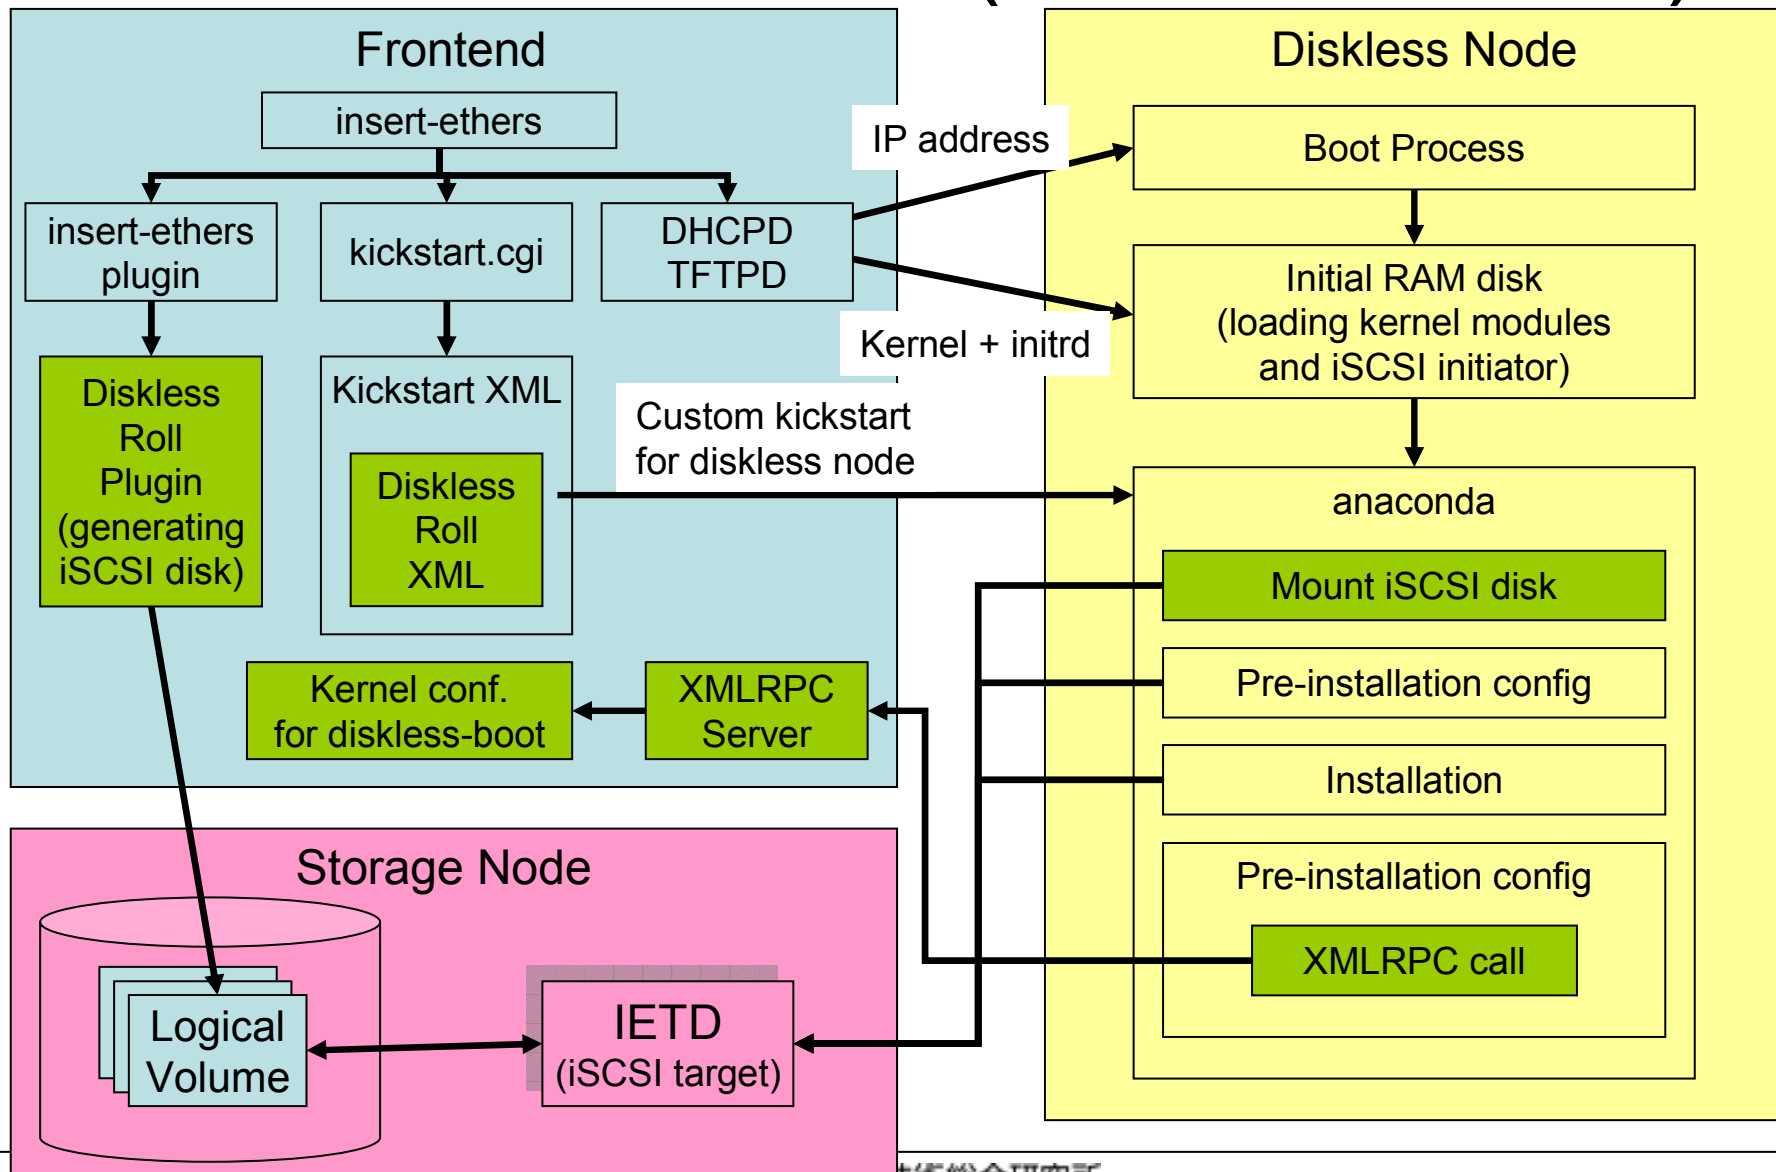 Frontend
insert-ethers
insert-ethers
plugin
kickstart.cgi
DHCPD
TFTPD
IP address
Kernel + initrd
Diskless
Roll
Plugin
(generating
iSCSI disk)
Kickstart XML
Diskless
Roll
XML
Custom kickstart
for diskless node
Kernel conf.
for diskless-boot
XMLRPC
Server
Diskless Node
Boot Process
Initial RAM disk
(loading kernel modules
and iSCSI initiator)
anaconda
Mount iSCSI disk
Pre-installation config
Installation
Pre-installation config
XMLRPC call
Storage Node
Logical
Volume
IETD
(iSCSI target)